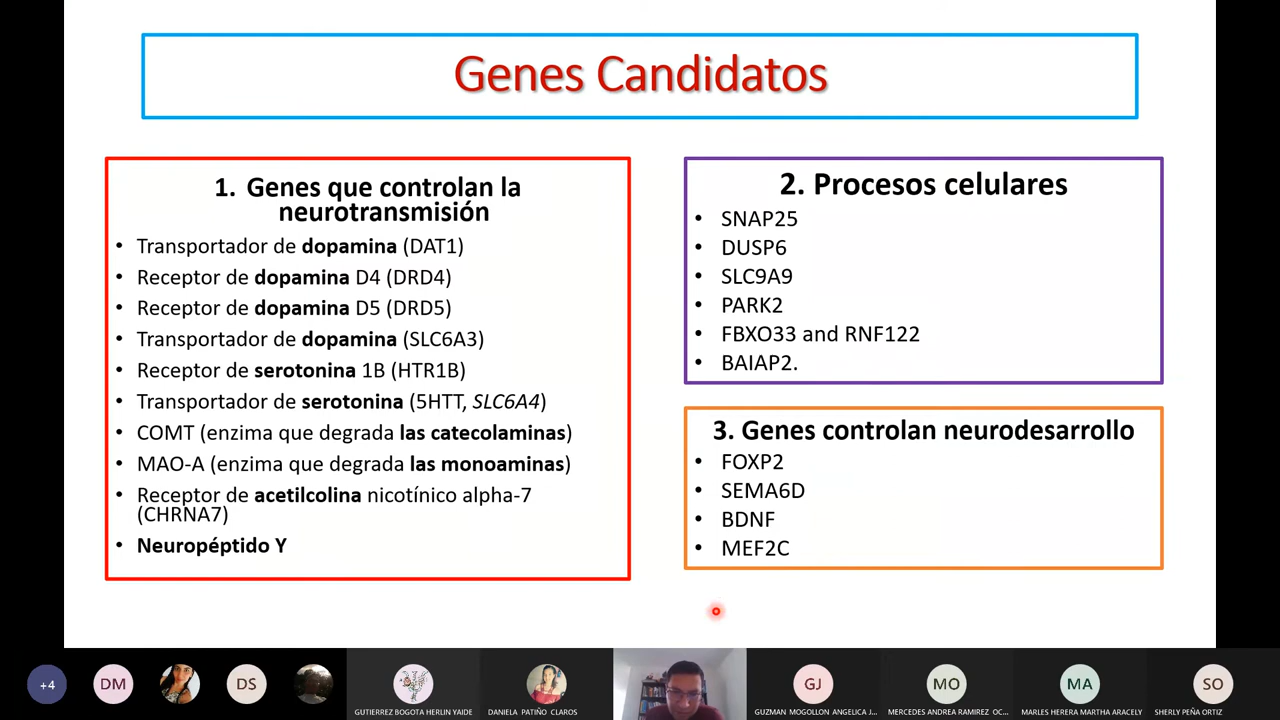 Genes Candidatos
1. Genes que controlan la
neurotransmisión
• Transportador de dopamina (DAT1)
• Receptor de dopamina D4 (DRD4)
• Receptor de dopamina D5 (DRD5)
• Transportador de dopamina (SLC6A3)
• Receptor de serotonina 1B (HTR1B)
• Transportador de serotonina (5HTT, SLC6A4)
• COMT (enzima que degrada las catecolaminas)
• MAO-A (enzima que degrada las monoaminas)
• Receptor de acetilcolina nicotínico alpha-7
(CHRNA7)
• Neuropéptido Y
2. Procesos celulares
• SNAP25
• DUSP6
• SLC9A9
• PARK2
• FBXO33 and RNF122
• BAIAP2.
3. Genes controlan neurodesarrollo
• FOXP2
• SEMA6D
• BDNF
• MEF2C
+4
DM
DS
GUTIERREZ BOGOTA HERLIN YAIDE
DANIELA PATIÑO CLAROS
GJ
GUZMAN MOGOLLON ANGELICA J...
MO
MERCEDES ANDREA RAMIREZ OC...
MA
MARLES HERERA MARTHA ARACELY
SO
SHERLY PEÑA ORTIZ